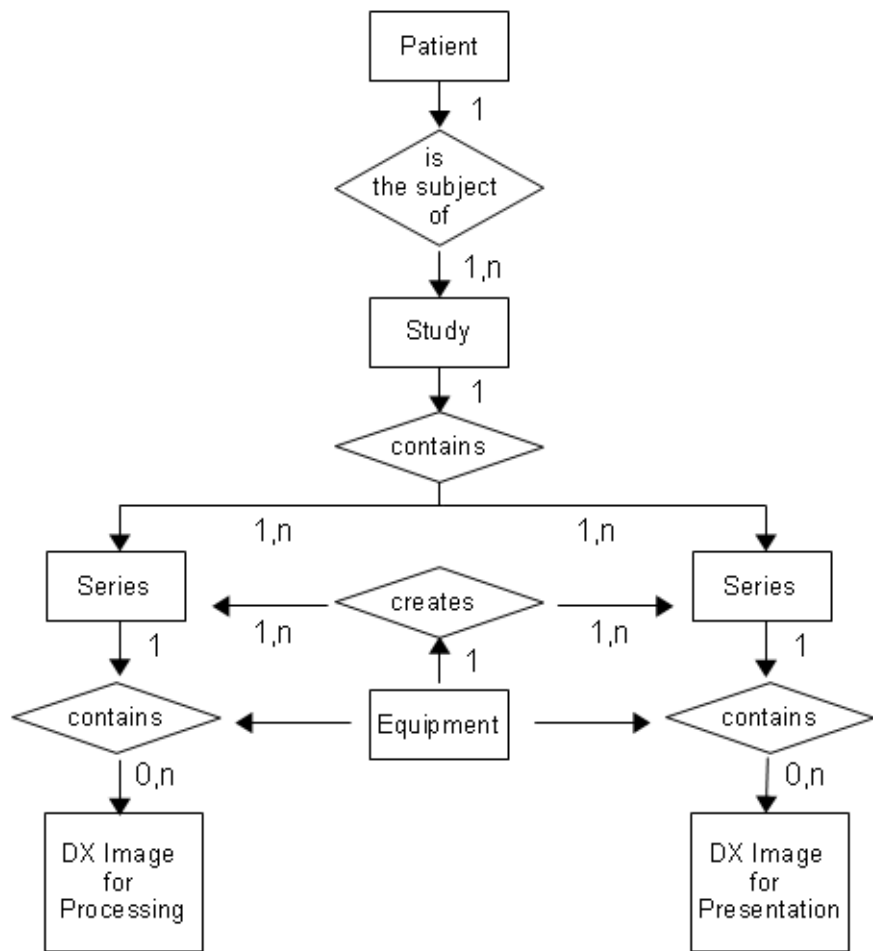 Patient
1
is
the subject
of
1,n
Study
1
contains
1,n
1,n
Series
creates
Series
1,n
1,n
1
1
1
contains
Equipment
contains
0,n
0,n
DX Image
for
Processing
DX Image
for
Presentation